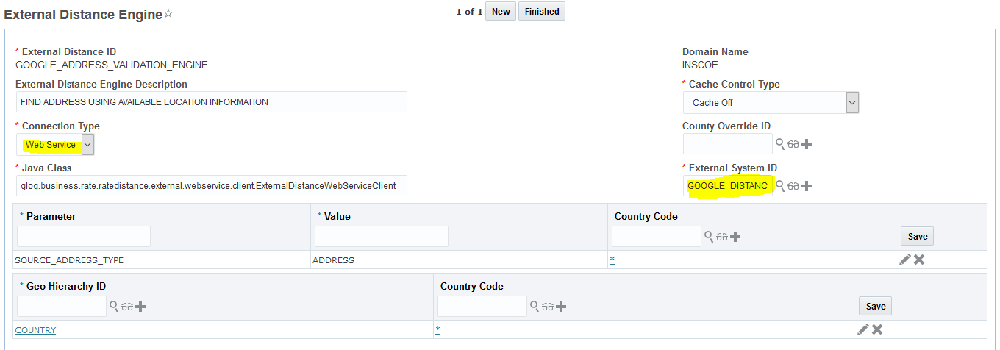 External Distance Engine
1 of 1 New Finished
* External Distance ID
GOOGLE_ADDRESS_VALIDATION_ENGINE
Domain Name
INSCOE
External Distance Engine Description
FIND ADDRESS USING AVAILABLE LOCATION INFORMATION
* Cache Control Type
Cache Off
* Connection Type
Web Service
County Override ID
* Java Class
glog.business.rate.ratedistance.external.webservice.client.ExternalDistanceWebServiceClient
* External System ID
GOOGLE_DISTANC
* Parameter * Value Country Code
Save
SOURCE_ADDRESS_TYPE ADDRESS *
* Geo Hierarchy ID Country Code
Save
COUNTRY *